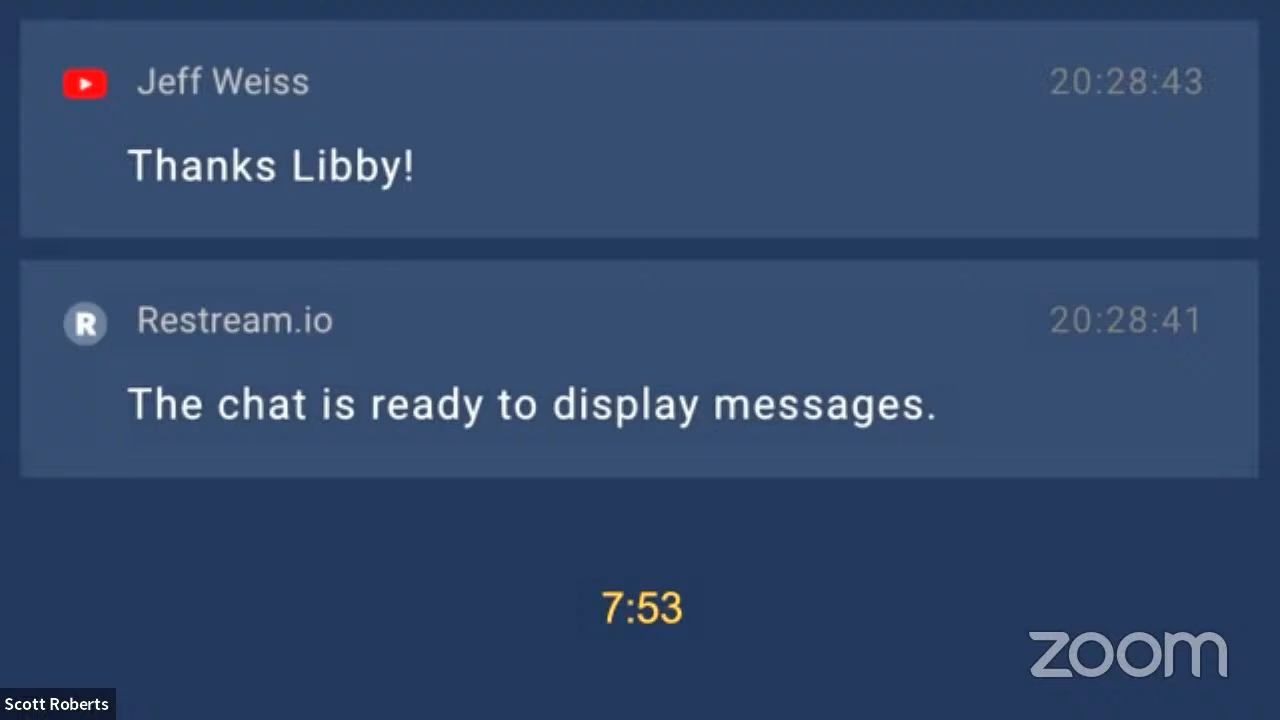 Jeff Weiss 20:28:43
Thanks Libby!
R Restream.io 20:28:41
The chat is ready to display messages.
7:53
zoom
Scott Roberts